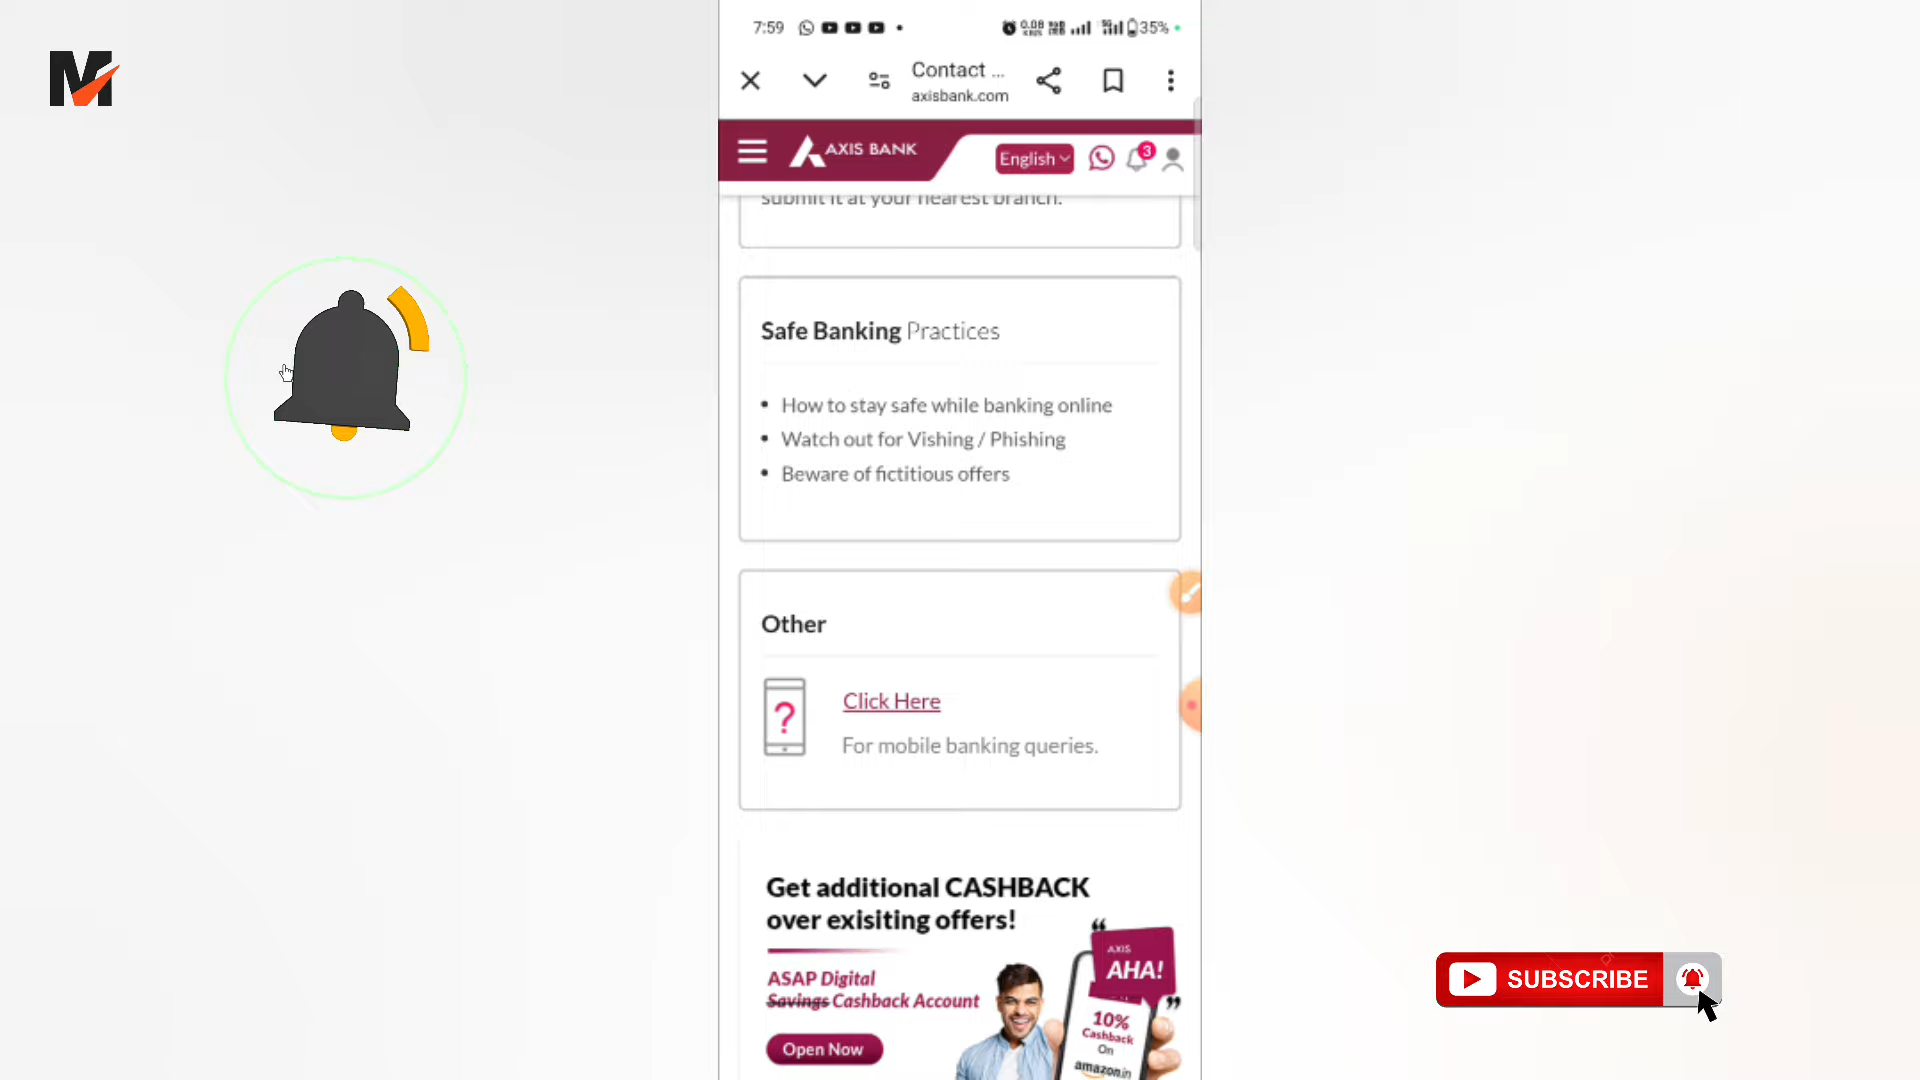 7:59
35%
Contact ...
axisbank.com
AXIS BANK
English
3
submit it at your nearest branch.
Safe Banking Practices
• How to stay safe while banking online
• Watch out for Vishing / Phishing
• Beware of fictitious offers
Other
?
Click Here
For mobile banking queries.
Get additional CASHBACK
over exisiting offers!
ASAP Digital
Savings Cashback Account
Open Now
“
AXIS
AHA!
”
10%
Cashback
On
amazon.in
SUBSCRIBE